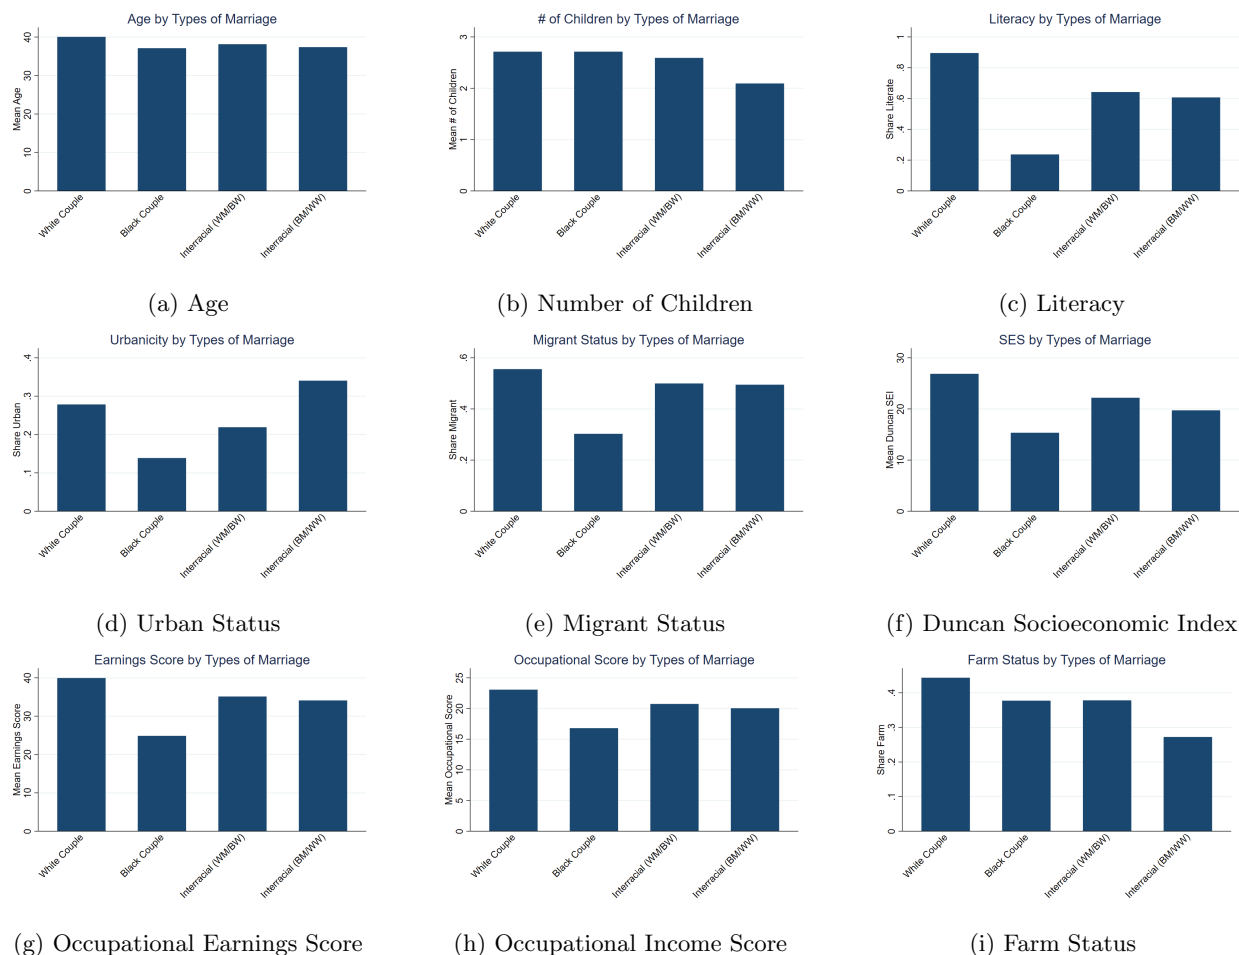 Age by Types of Marriage
Mean Age
0
10
20
30
40
White Couple
Black Couple
Interracial (WM/BW)
Interracial (BM/WW)
(a) Age
# of Children by Types of Marriage
Mean # of Children
0
1
2
3
White Couple
Black Couple
Interracial (WM/BW)
Interracial (BM/WW)
(b) Number of Children
Literacy by Types of Marriage
Share Literate
0
.2
.4
.6
.8
1
White Couple
Black Couple
Interracial (WM/BW)
Interracial (BM/WW)
(c) Literacy
Urbanicity by Types of Marriage
Share Urban
0
.1
.2
.3
.4
White Couple
Black Couple
Interracial (WM/BW)
Interracial (BM/WW)
(d) Urban Status
Migrant Status by Types of Marriage
Share Migrant
0
.2
.4
.6
White Couple
Black Couple
Interracial (WM/BW)
Interracial (BM/WW)
(e) Migrant Status
SES by Types of Marriage
Mean Duncan SEI
0
10
20
30
White Couple
Black Couple
Interracial (WM/BW)
Interracial (BM/WW)
(f) Duncan Socioeconomic Index
Earnings Score by Types of Marriage
Mean Earnings Score
0
10
20
30
40
White Couple
Black Couple
Interracial (WM/BW)
Interracial (BM/WW)
(g) Occupational Earnings Score
Occupational Score by Types of Marriage
Mean Occupational Score
0
5
10
15
20
25
White Couple
Black Couple
Interracial (WM/BW)
Interracial (BM/WW)
(h) Occupational Income Score
Farm Status by Types of Marriage
Share Farm
0
.1
.2
.3
.4
White Couple
Black Couple
Interracial (WM/BW)
Interracial (BM/WW)
(i) Farm Status